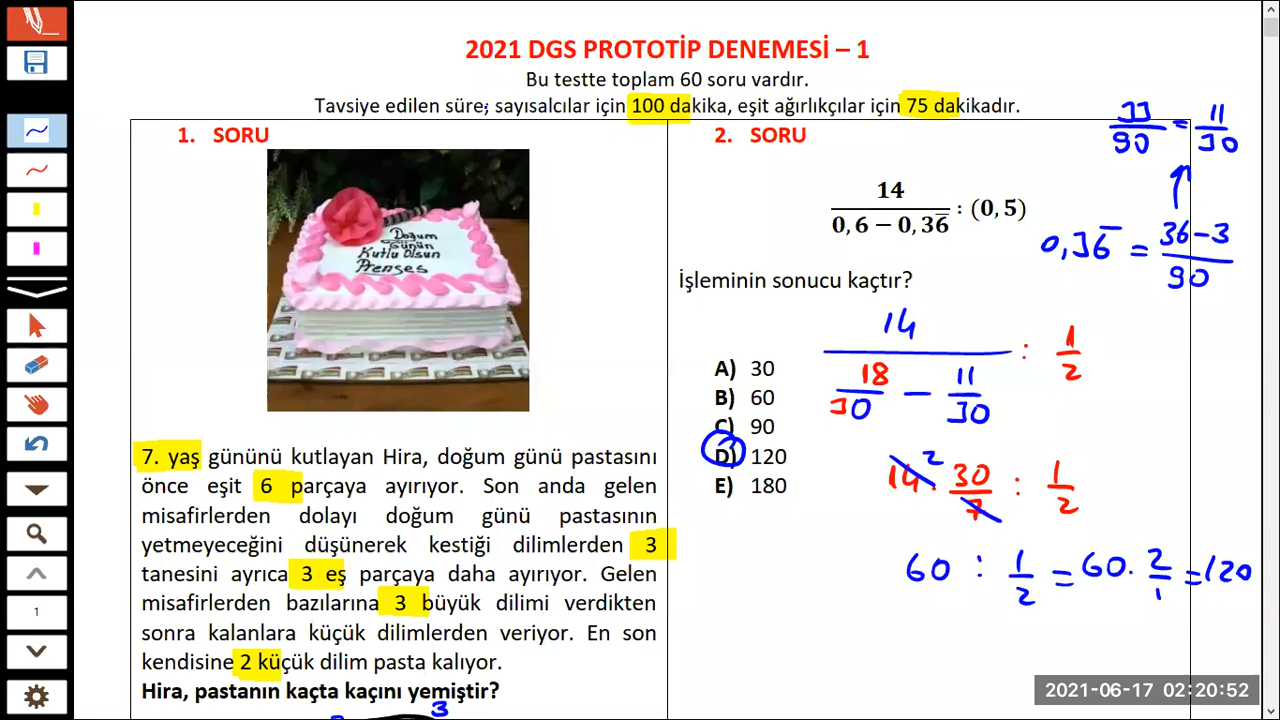 2021 DGS PROTOTİP DENEMESİ – 1
Bu testte toplam 60 soru vardır.
Tavsiye edilen süre; sayısalcılar için 100 dakika, eşit ağırlıkçılar için 75 dakikadır.
1. SORU
Doğum
Günün
Kutlu Olsun
Prenses
7. yaş gününü kutlayan Hira, doğum günü pastasını
önce eşit 6 parçaya ayırıyor. Son anda gelen
misafirlerden dolayı doğum günü pastasının
yetmeyeceğini düşünerek kestiği dilimlerden 3
tanesini ayrıca 3 eş parçaya daha ayırıyor. Gelen
misafirlerden bazılarına 3 büyük dilimi verdikten
sonra kalanlara küçük dilimlerden veriyor. En son
kendisine 2 küçük dilim pasta kalıyor.
Hira, pastanın kaçta kaçını yemiştir?
3
2. SORU
14
0,6 − 0,36̅ : (0,5)
İşleminin sonucu kaçtır?
A) 30
B) 60
C) 90
D) 120
E) 180
33/90 = 11/30
0,36̅ = 36-3/90
14
18/30 - 11/30 : 1/2
14 2 . 30/7 : 1/2
60 : 1/2 = 60 . 2/1 = 120
1
2021-06-17 02:20:52